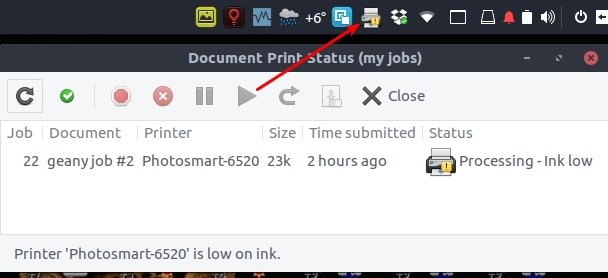 +6°
Document Print Status (my jobs)
Close
Job Document Printer Size Time submitted Status
22 geany job #2 Photosmart-6520 23k 2 hours ago Processing - Ink low
Printer 'Photosmart-6520' is low on ink.